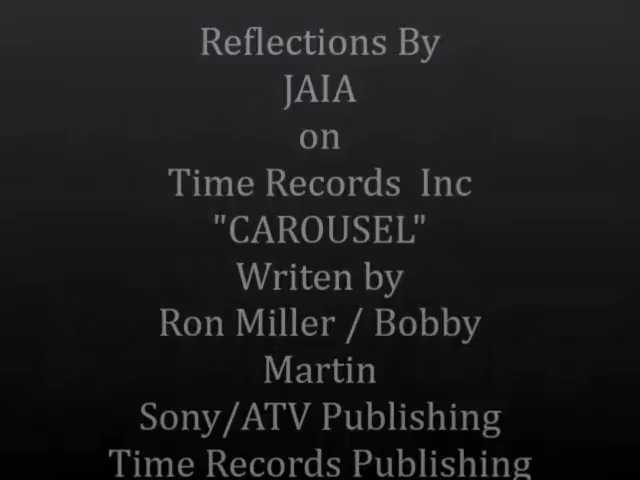 Reflections By
JAIA
on
Time Records  Inc
"CAROUSEL"
Writen by
Ron Miller / Bobby
Martin
Sony/ATV Publishing
Time Records Publishing